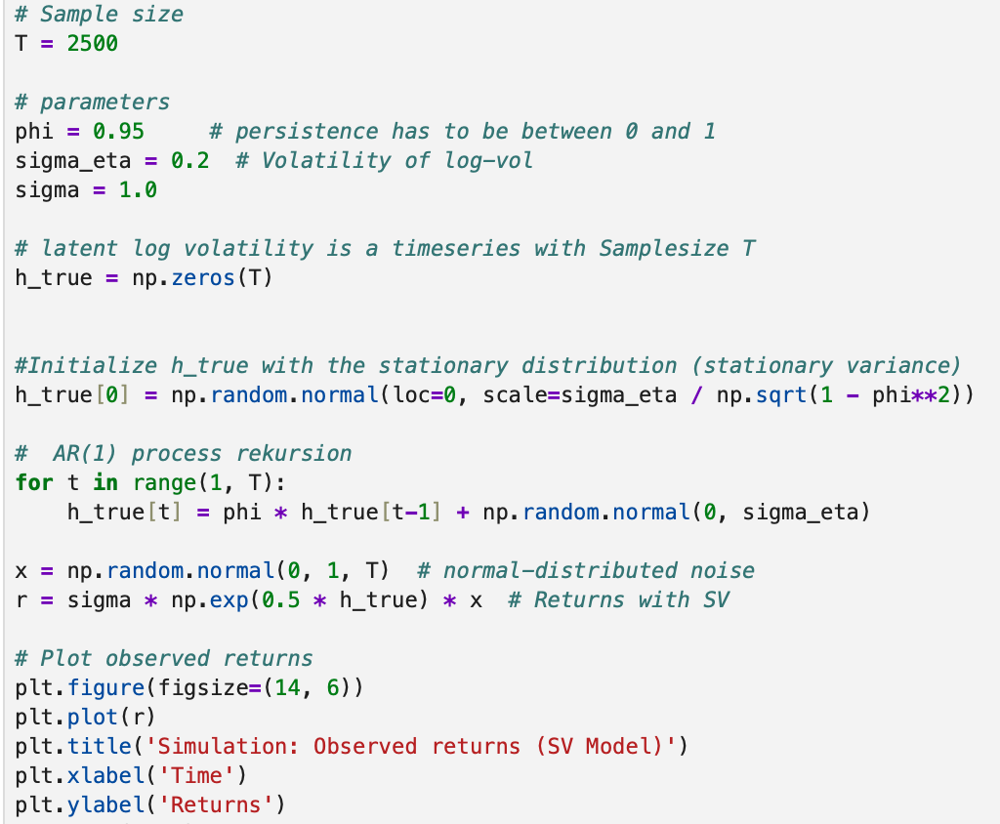 # Sample size
T = 2500
# parameters
phi = 0.95     # persistence has to be between 0 and 1
sigma_eta = 0.2  # Volatility of log-vol
sigma = 1.0
# latent log volatility is a timeseries with Samplesize T
h_true = np.zeros(T)
#Initialize h_true with the stationary distribution (stationary variance)
h_true[0] = np.random.normal(loc=0, scale=sigma_eta / np.sqrt(1 - phi**2))
#  AR(1) process rekursion
for t in range(1, T):
    h_true[t] = phi * h_true[t-1] + np.random.normal(0, sigma_eta)
x = np.random.normal(0, 1, T)  # normal-distributed noise
r = sigma * np.exp(0.5 * h_true) * x  # Returns with SV
# Plot observed returns
plt.figure(figsize=(14, 6))
plt.plot(r)
plt.title('Simulation: Observed returns (SV Model)')
plt.xlabel('Time')
plt.ylabel('Returns')